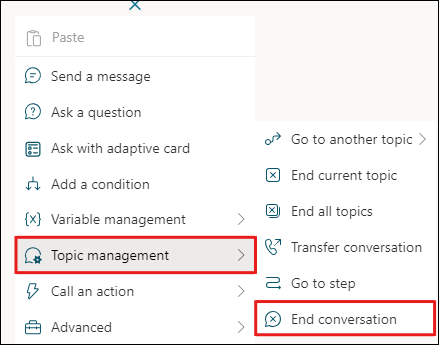 Paste
Send a message
Ask a question
Ask with adaptive card
Add a condition
Variable management
Topic management
Call an action
Advanced
Go to another topic
End current topic
End all topics
Transfer conversation
Go to step
End conversation